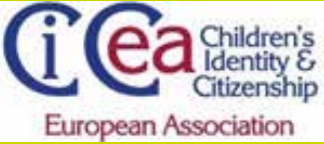 CiCea Children's
Identity &
Citizenship
European Association